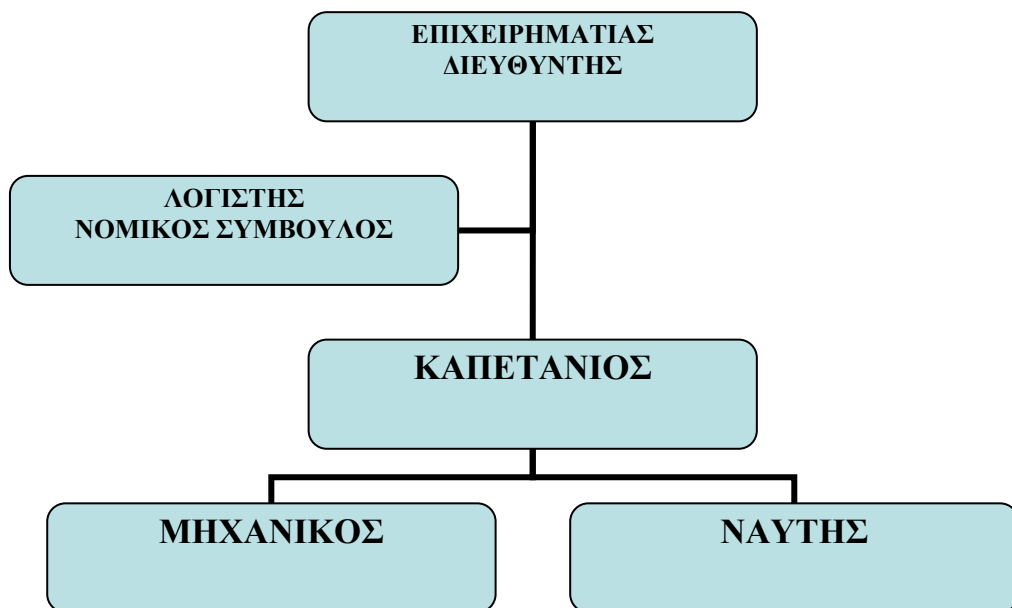 ΕΠΙΧΕΙΡΗΜΑΤΙΑΣ
ΔΙΕΥΘΥΝΤΗΣ
ΛΟΓΙΣΤΗΣ
ΝΟΜΙΚΟΣ ΣΥΜΒΟΥΛΟΣ
ΚΑΠΕΤΑΝΙΟΣ
ΜΗΧΑΝΙΚΟΣ
ΝΑΥΤΗΣ